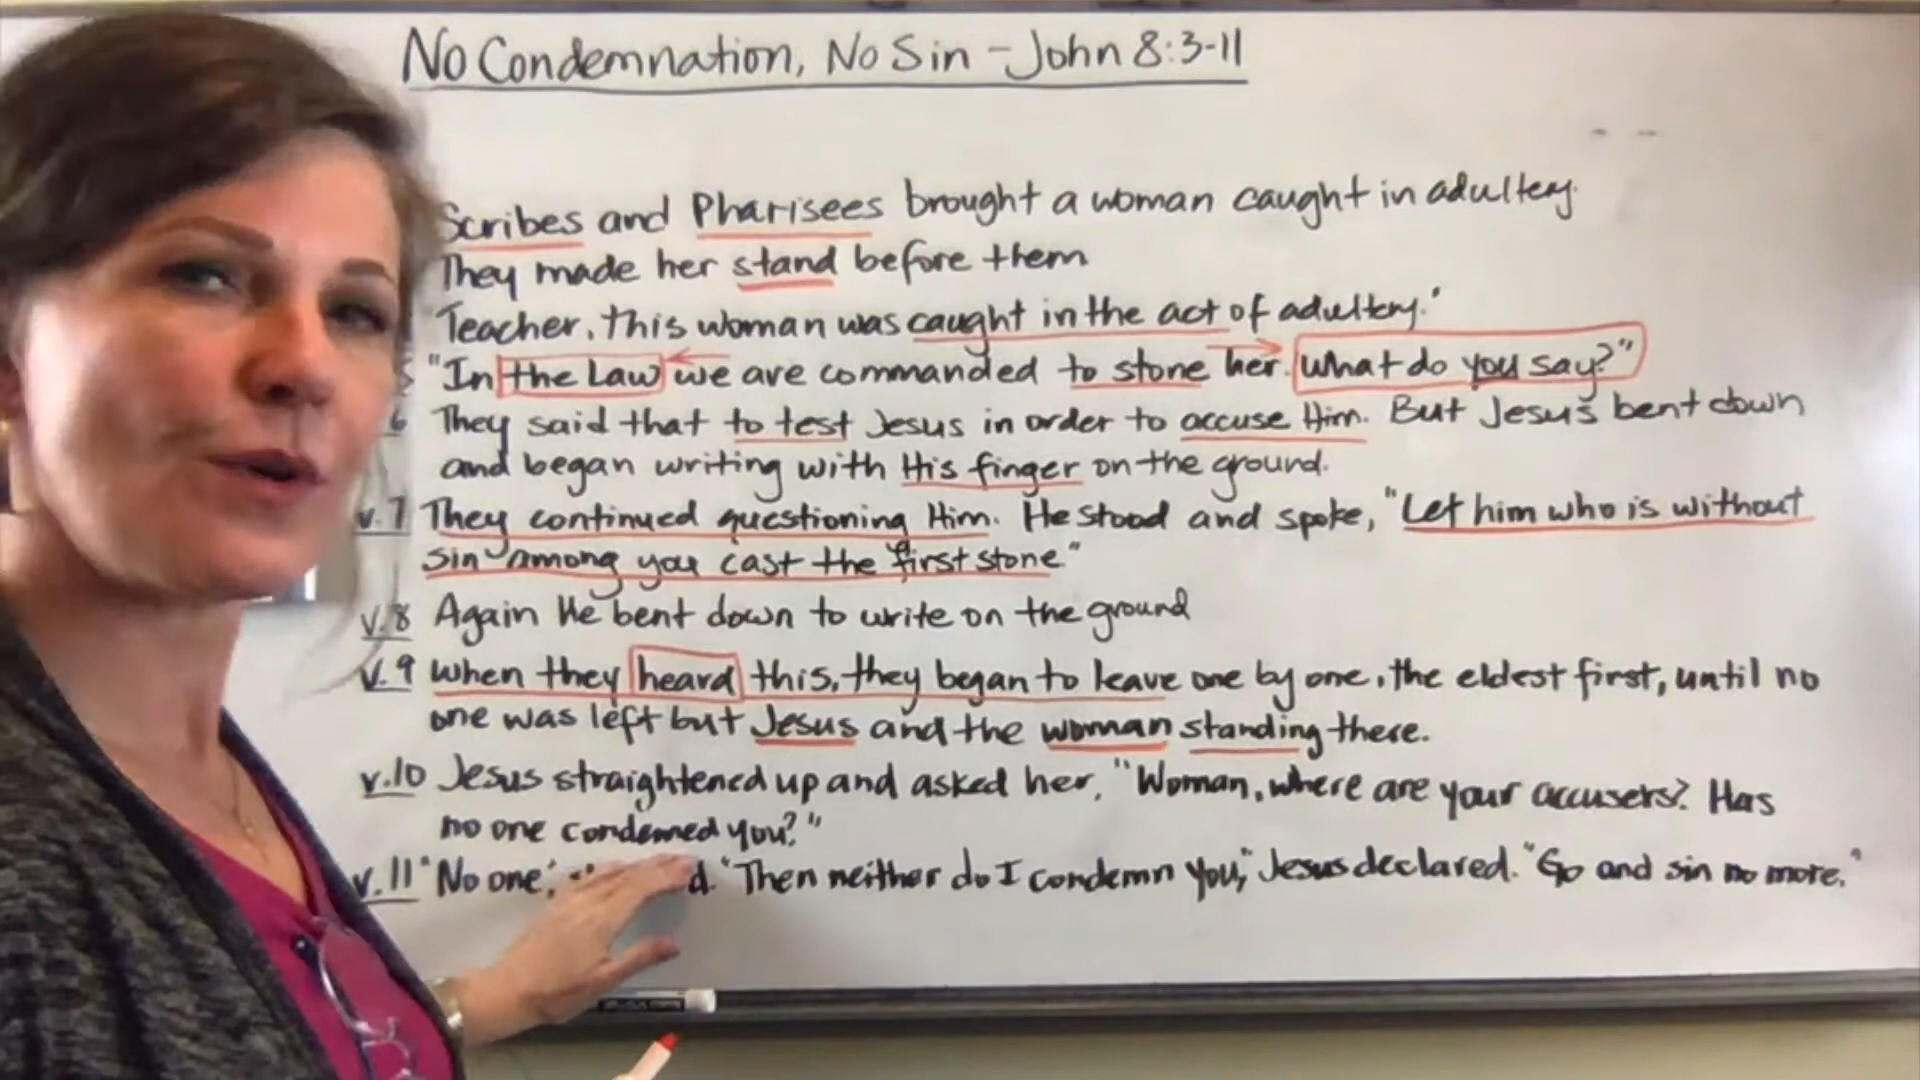 No Condemnation, No Sin - John 8:3-11
Scribes and Pharisees brought a woman caught in adultery.
They made her stand before them
Teacher, this woman was caught in the act of adultery."
"In the Law we are commanded to stone her. What do you say?"
6 They said that to test Jesus in order to accuse Him. But Jesus bent down
and began writing with His finger on the ground.
v.7 They continued questioning Him. He stood and spoke, "Let him who is without
sin among you cast the first stone"
v.8 Again He bent down to write on the ground
v.9 When they heard this, they began to leave one by one, the eldest first, until no
one was left but Jesus and the woman standing there.
v.10 Jesus straightened up and asked her, "Woman, where are your accusers? Has
no one condemned you?"
v.11 "No one," "Then neither do I condemn you," Jesus declared. "Go and sin no more."